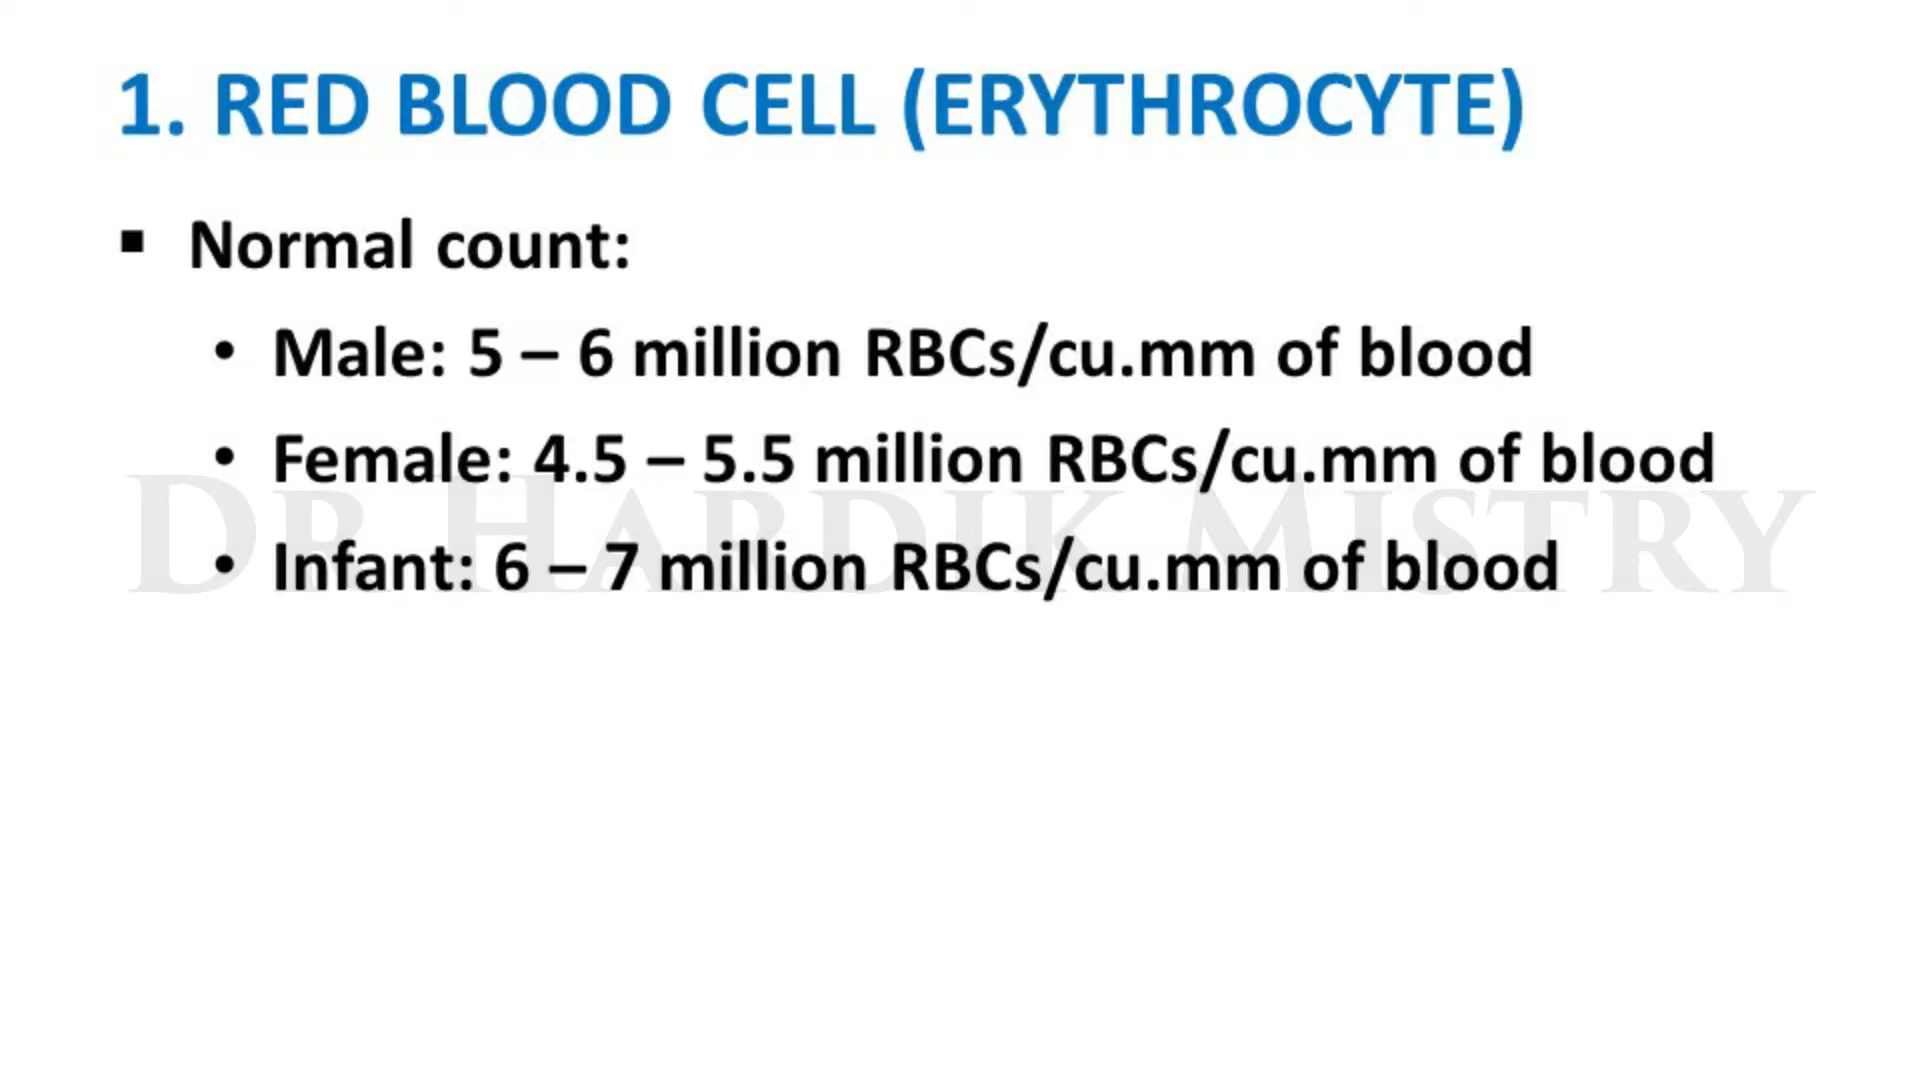 1. RED BLOOD CELL (ERYTHROCYTE)
▪ Normal count:
• Male: 5 – 6 million RBCs/cu.mm of blood
• Female: 4.5 – 5.5 million RBCs/cu.mm of blood
DR HARDIK MISTRY
• Infant: 6 – 7 million RBCs/cu.mm of blood